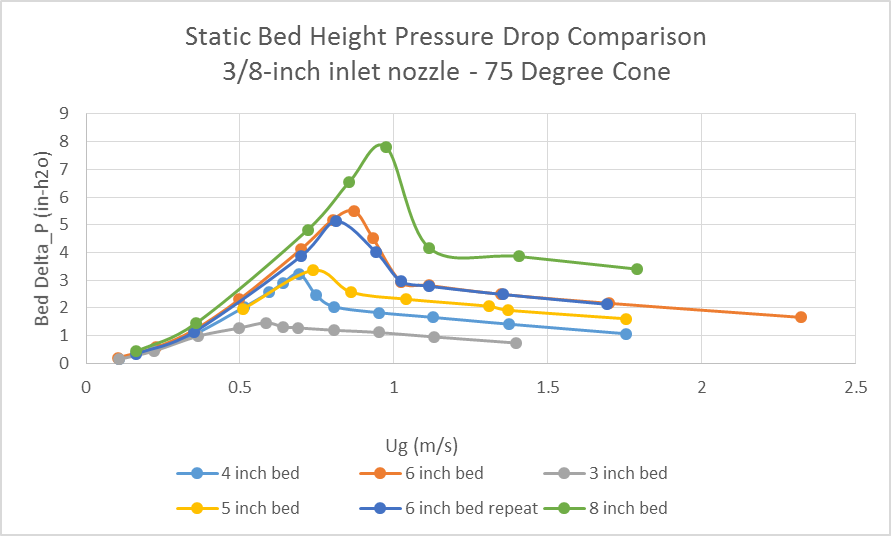 Static Bed Height Pressure Drop Comparison
3/8-inch inlet nozzle - 75 Degree Cone
Bed Delta_P (in-h2o)
9
8
7
6
5
4
3
2
1
0
0 0.5 1 1.5 2 2.5
Ug (m/s)
4 inch bed 6 inch bed 3 inch bed
5 inch bed 6 inch bed repeat 8 inch bed